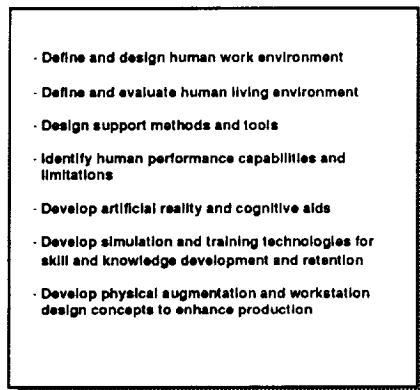 - Define and design human work environment
- Define and evaluate human living environment
- Design support methods and tools
- Identify human performance capabilities and
limitations
- Develop artificial reality and cognitive aids
- Develop simulation and training technologies for
skill and knowledge development and retention
- Develop physical augmentation and workstation
design concepts to enhance production